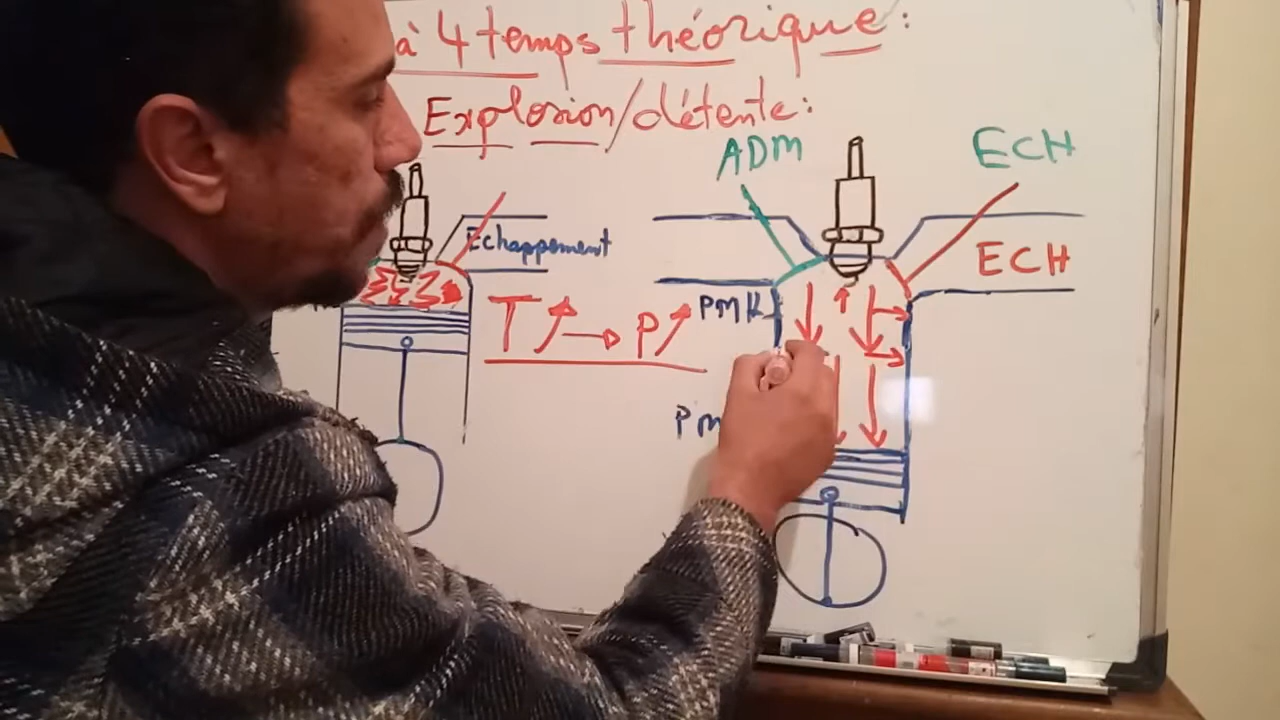 à 4 temps théorique :
Explosion/détente :
ADM
ECH
Echappement
ECH
T↗ → P↗
PMH